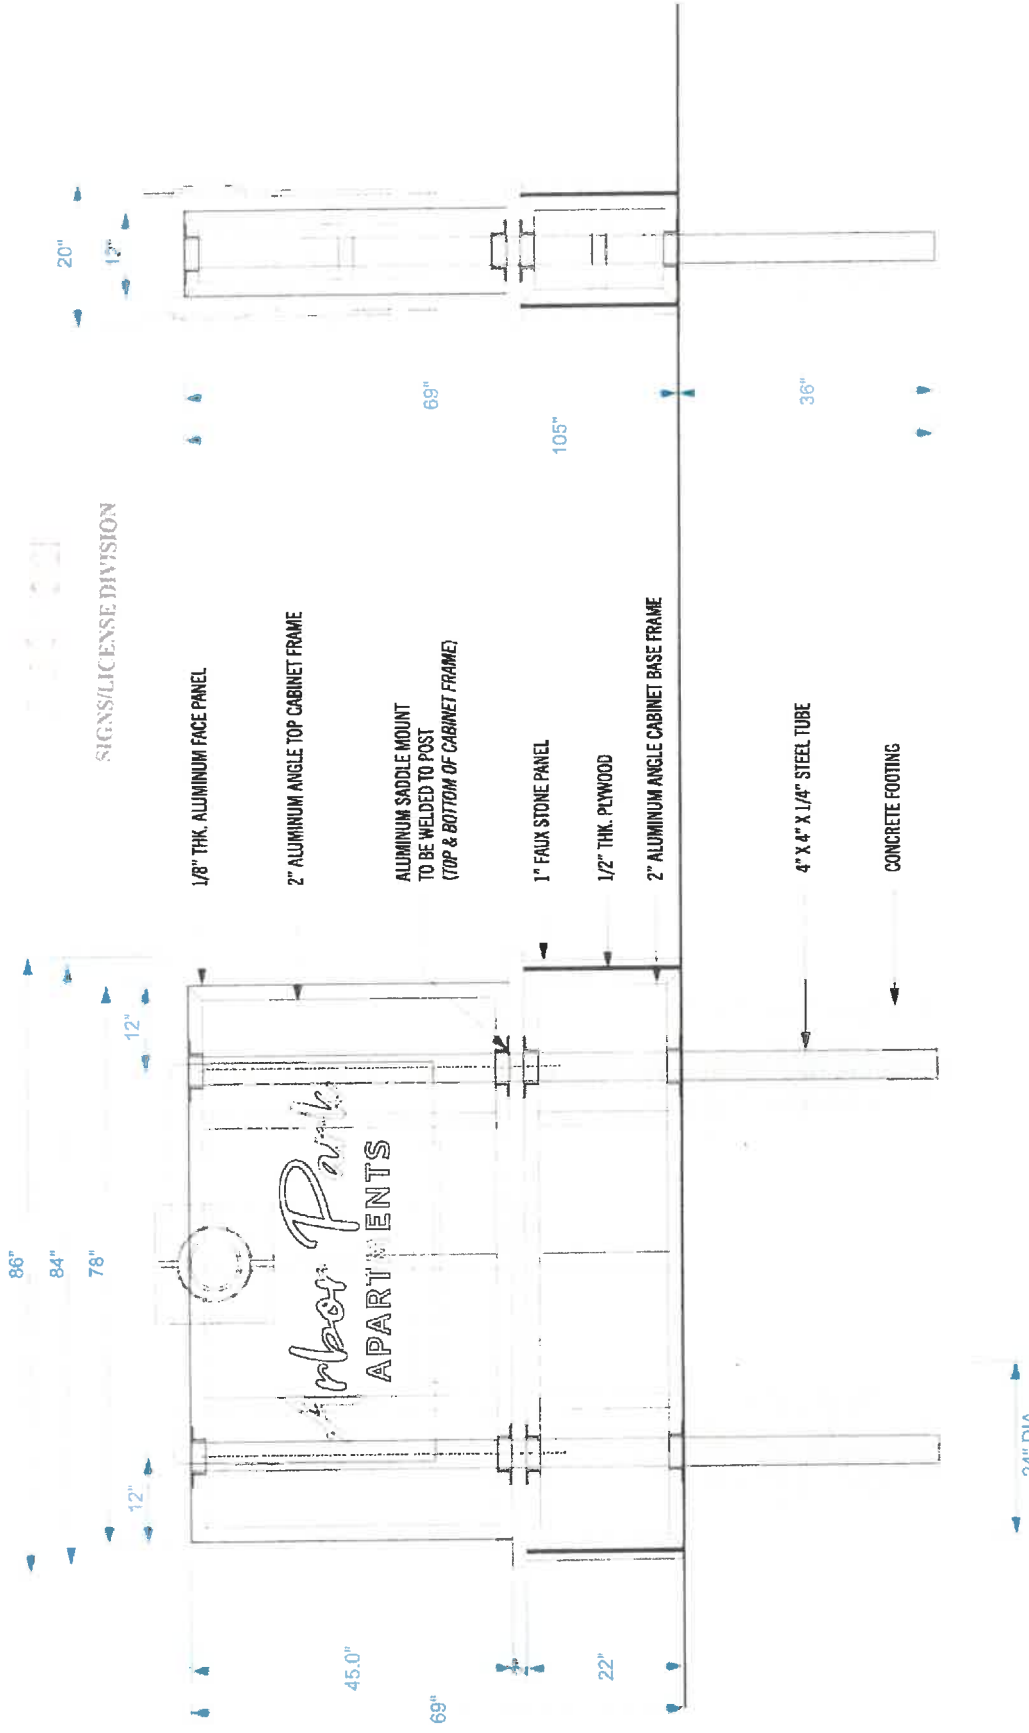 86"
84"
78"
12"
12"
45.0"
69"
22"
Arbor Park
APARTMENTS
24" DIA
SIGNS/LICENSE DIVISION
1/8" THK. ALUMINUM FACE PANEL
2" ALUMINUM ANGLE TOP CABINET FRAME
ALUMINUM SADDLE MOUNT
TO BE WELDED TO POST
(TOP & BOTTOM OF CABINET FRAME)
1" FAUX STONE PANEL
1/2" THK. PLYWOOD
2" ALUMINUM ANGLE CABINET BASE FRAME
4" X 4" X 1/4" STEEL TUBE
CONCRETE FOOTING
20"
69"
105"
36"